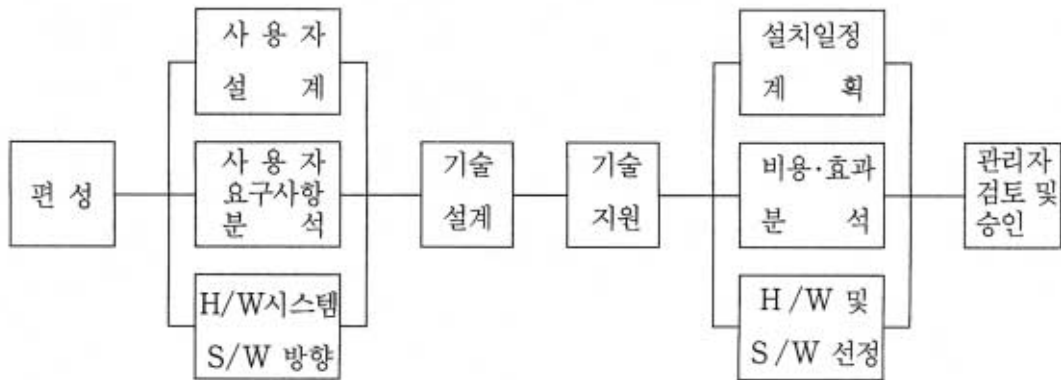 편 성
사 용 자
설 계
사 용 자
요구사항
분 석
H/W시스템
S/W 방향
기술
설계
기술
지원
설치일정
계 획
비용·효과
분 석
H/W 및
S/W 선정
관리자
검토 및
승인